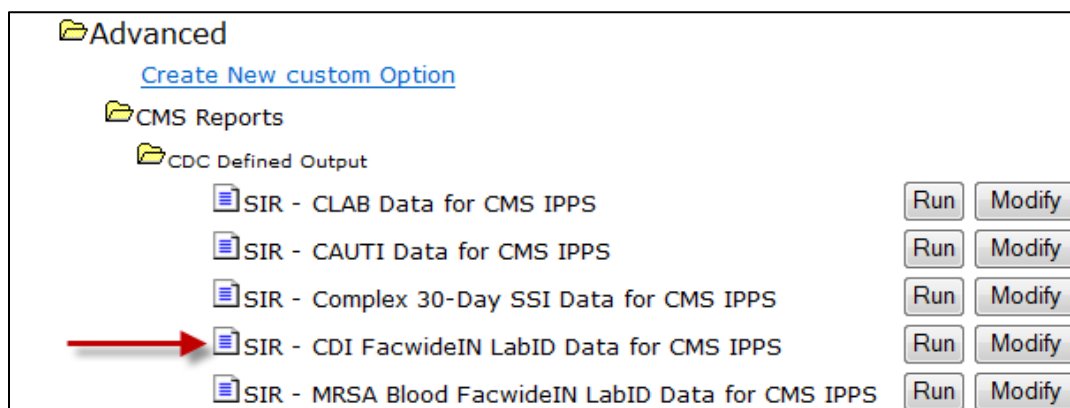 Advanced
Create New custom Option
CMS Reports
CDC Defined Output
SIR - CLAB Data for CMS IPPS Run Modify
SIR - CAUTI Data for CMS IPPS Run Modify
SIR - Complex 30-Day SSI Data for CMS IPPS Run Modify
SIR - CDI FacwideIN LabID Data for CMS IPPS Run Modify
SIR - MRSA Blood FacwideIN LabID Data for CMS IPPS Run Modify